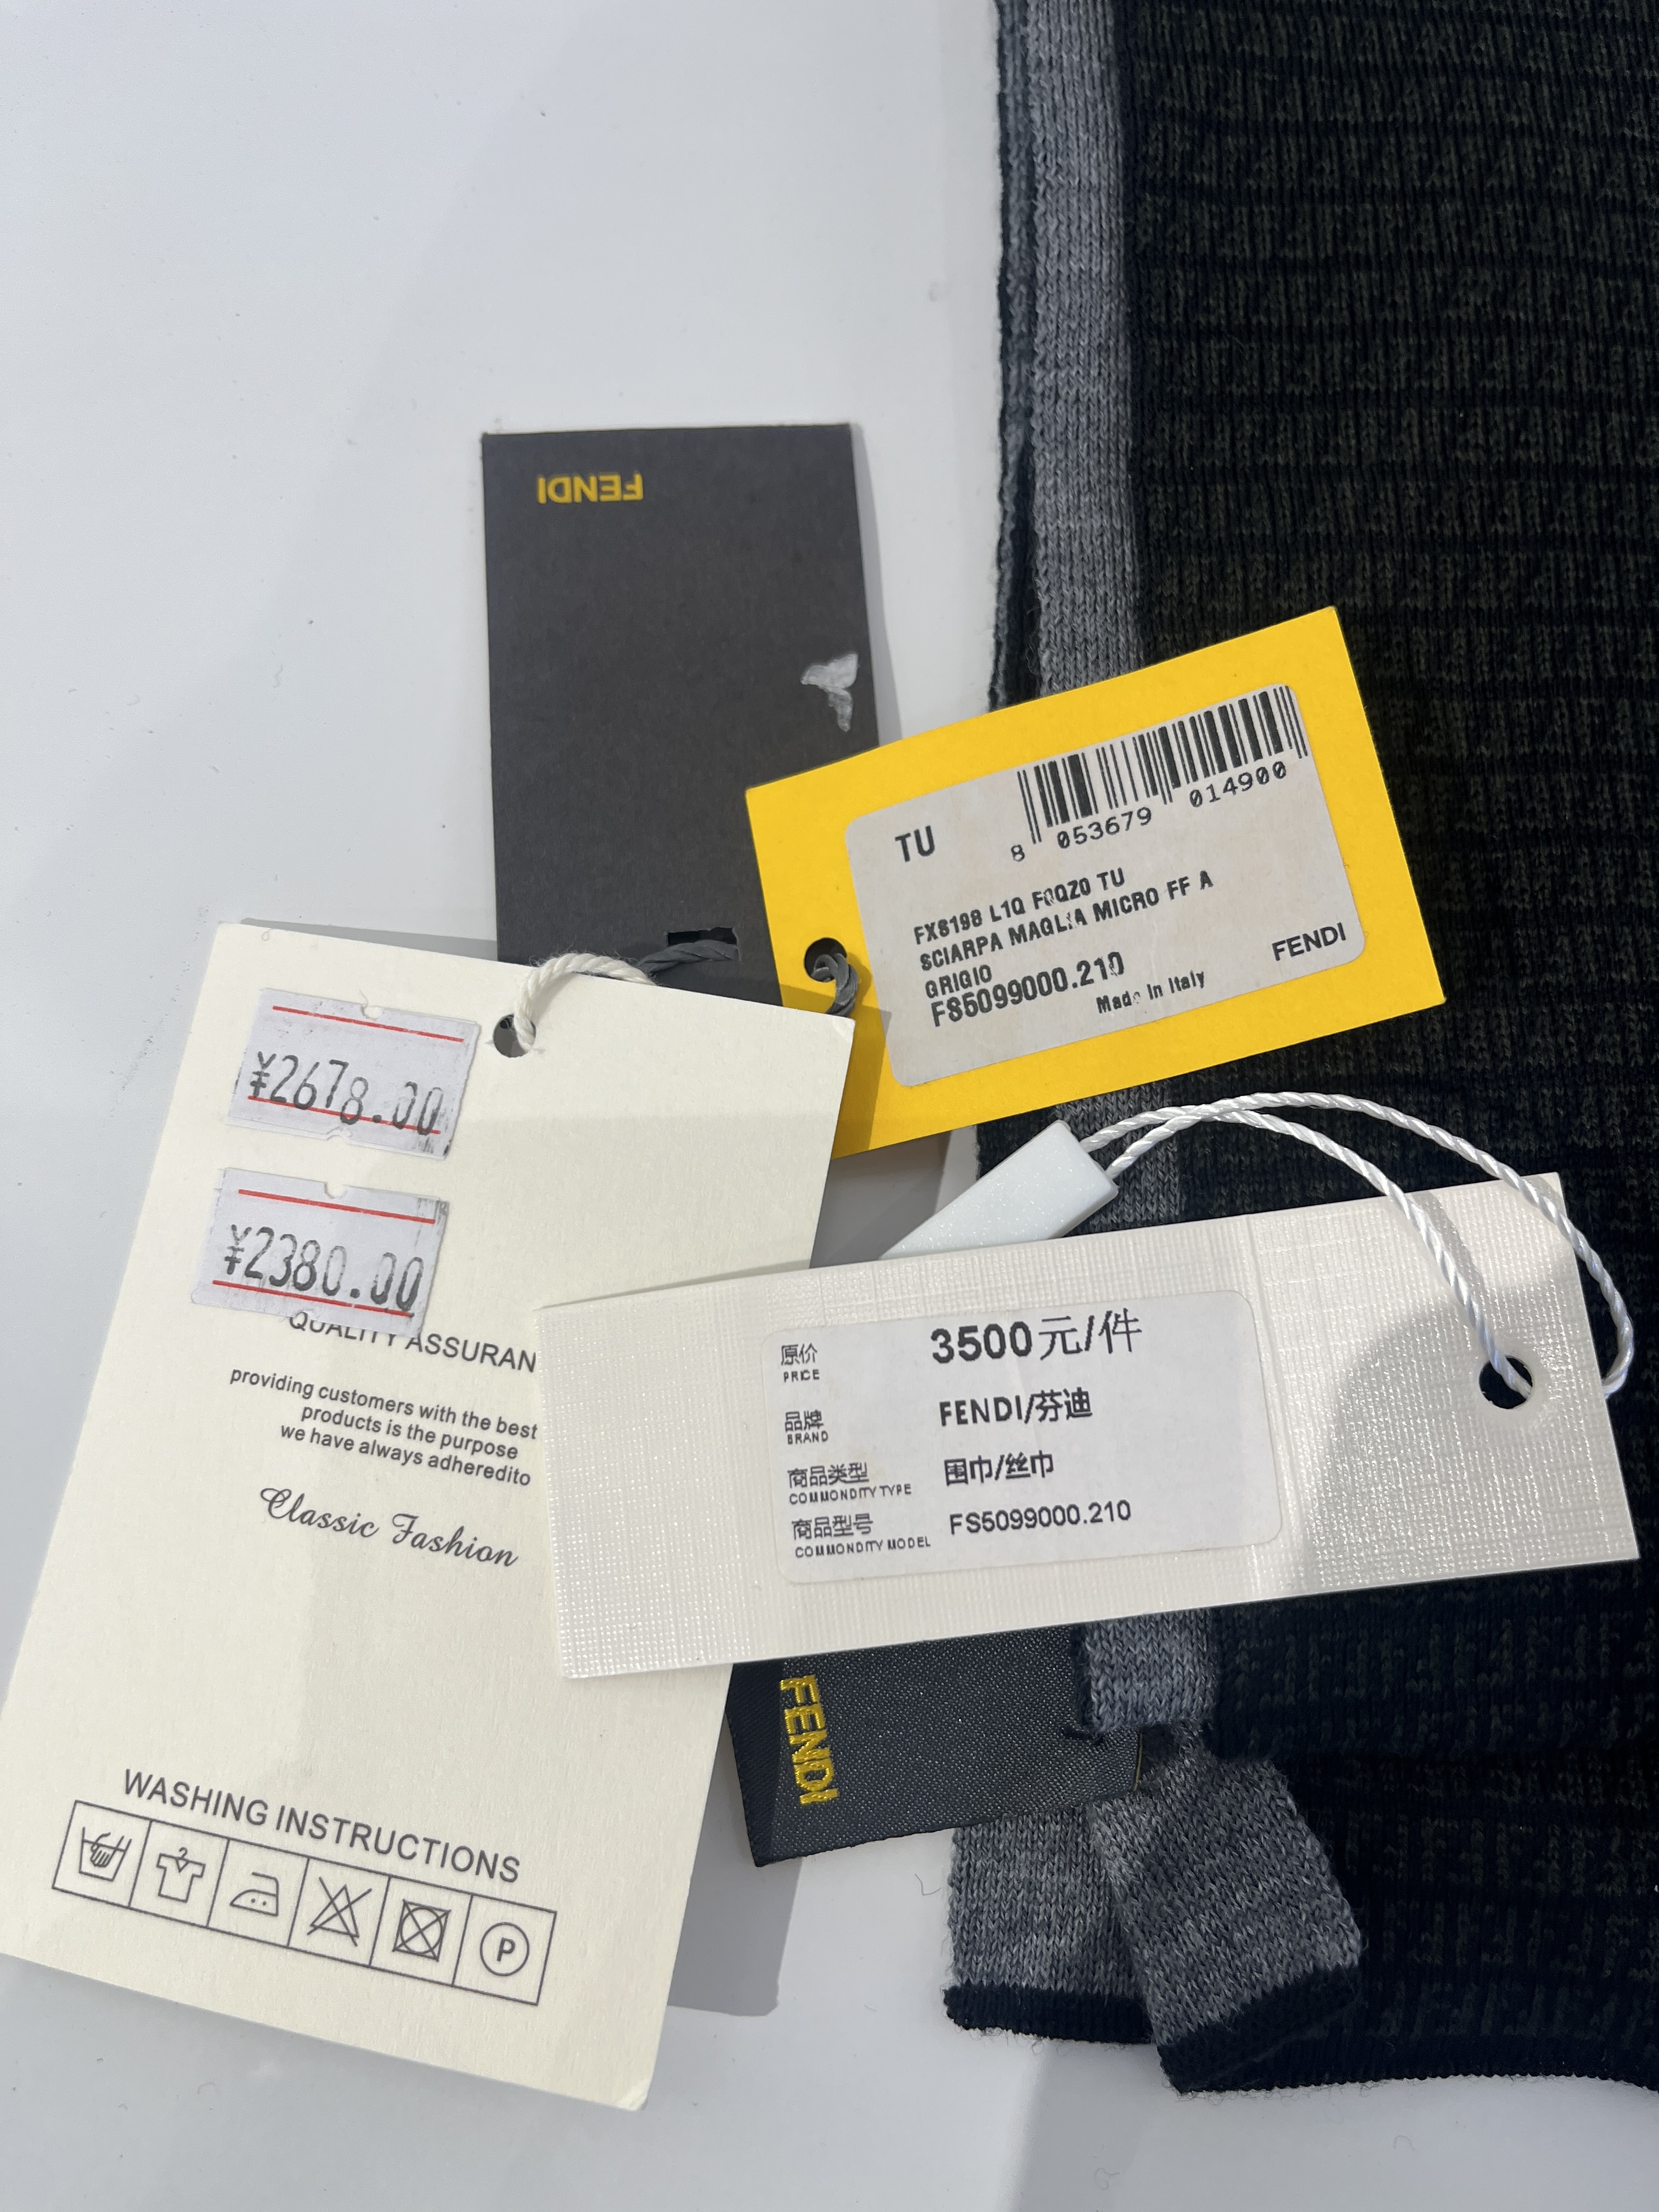 FENDI
TU
8 053679 014900
FXS198 L1Q F0QZ0 TU
SCIARPA MAGLIA MICRO FF A
GRIGIO
FS5099000.210
Made in Italy
FENDI
¥2678.00
¥2380.00
QUALITY ASSURAN
providing customers with the best
products is the purpose
we have always adheredito
Classic Fashion
WASHING INSTRUCTIONS
P
原价 3500元/件
PRICE
品牌 FENDI/芬迪
BRAND
商品类型 围巾/丝巾
COMMONDITY TYPE
商品型号 FS5099000.210
COMMONDITY MODEL
FENDI